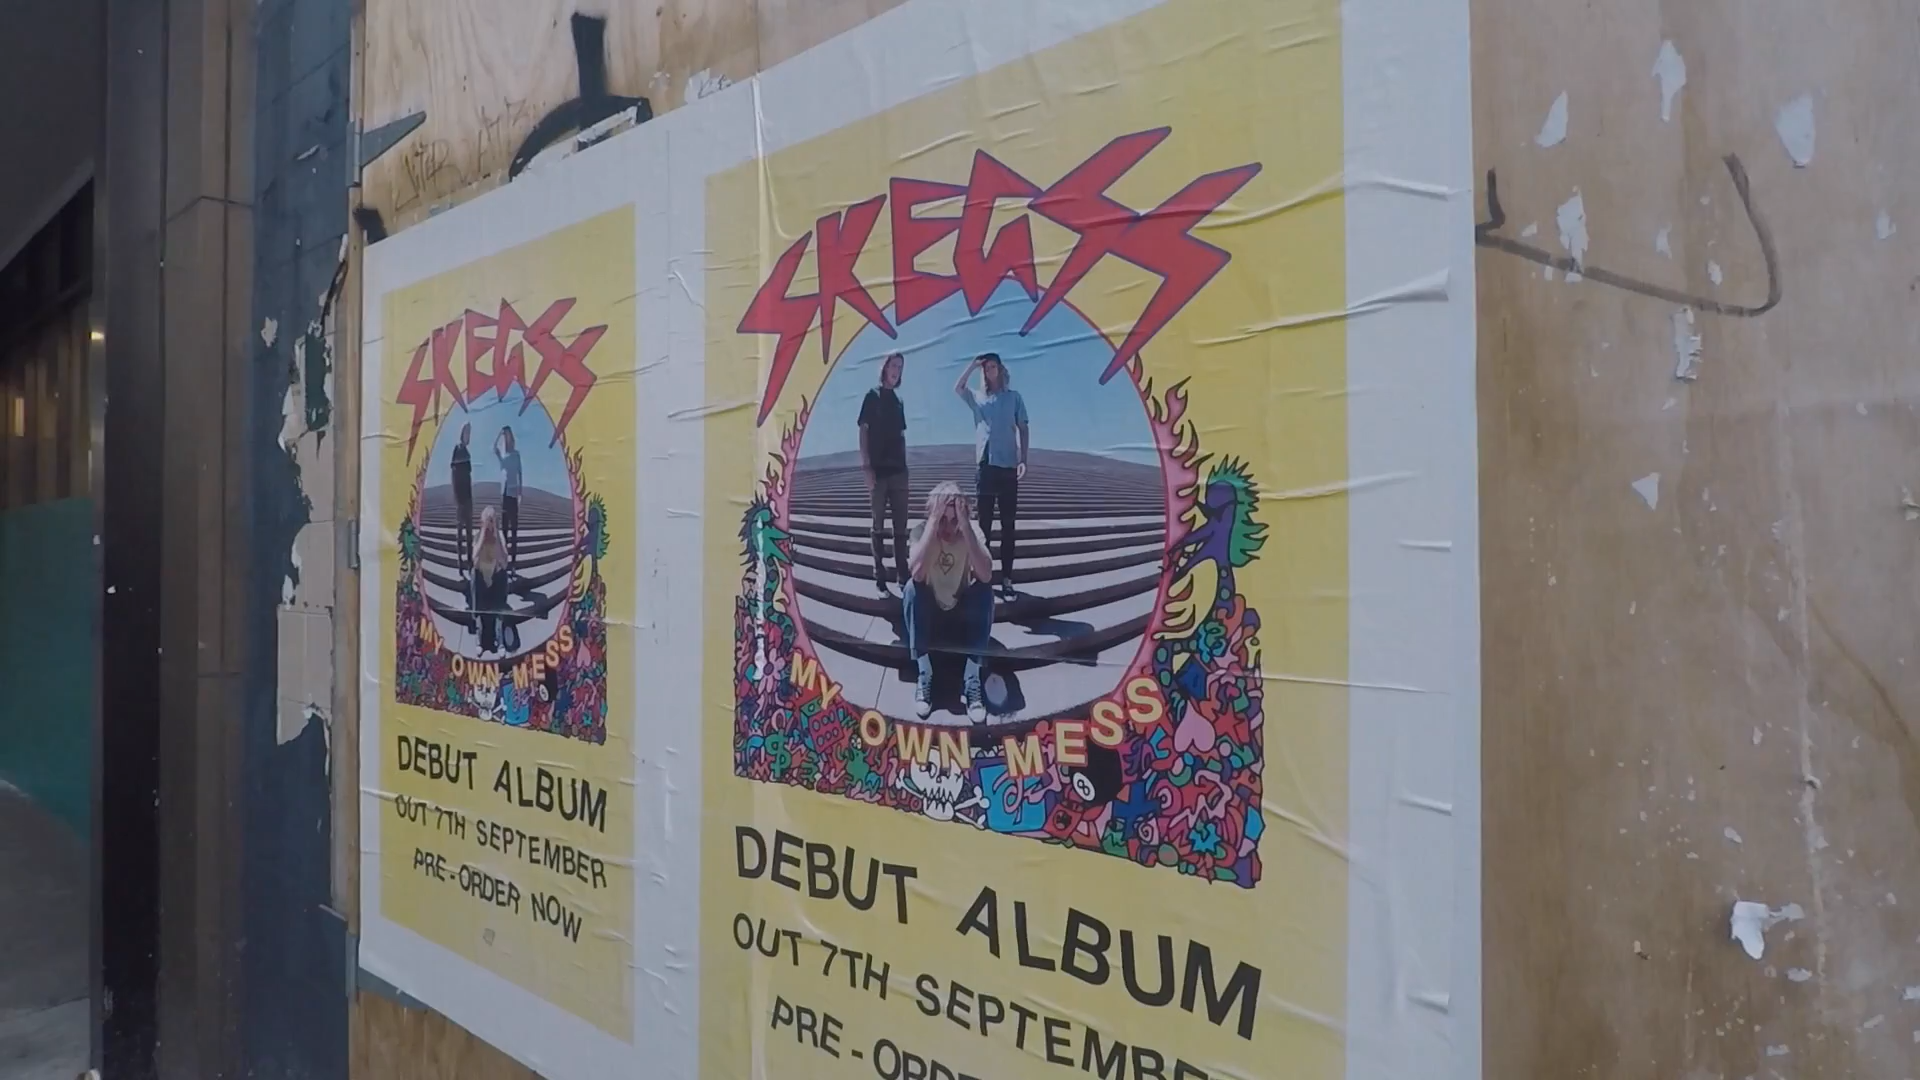 SKEGSS
MY OWN MESS
DEBUT ALBUM
OUT 7TH SEPTEMBER
PRE-ORDER NOW
SKEGSS
MY OWN MESS
8
DEBUT ALBUM
OUT 7TH SEPTEMBE
PRE-ORD